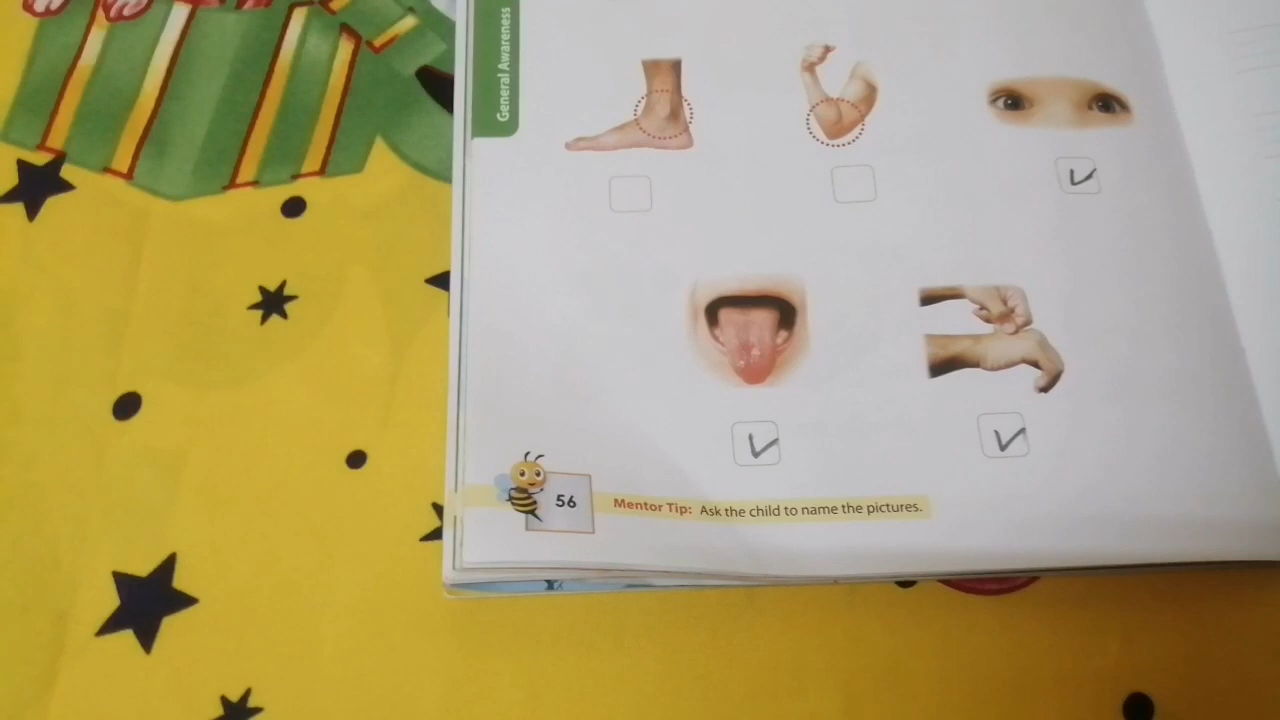 General Awareness
56
Mentor Tip: Ask the child to name the pictures.